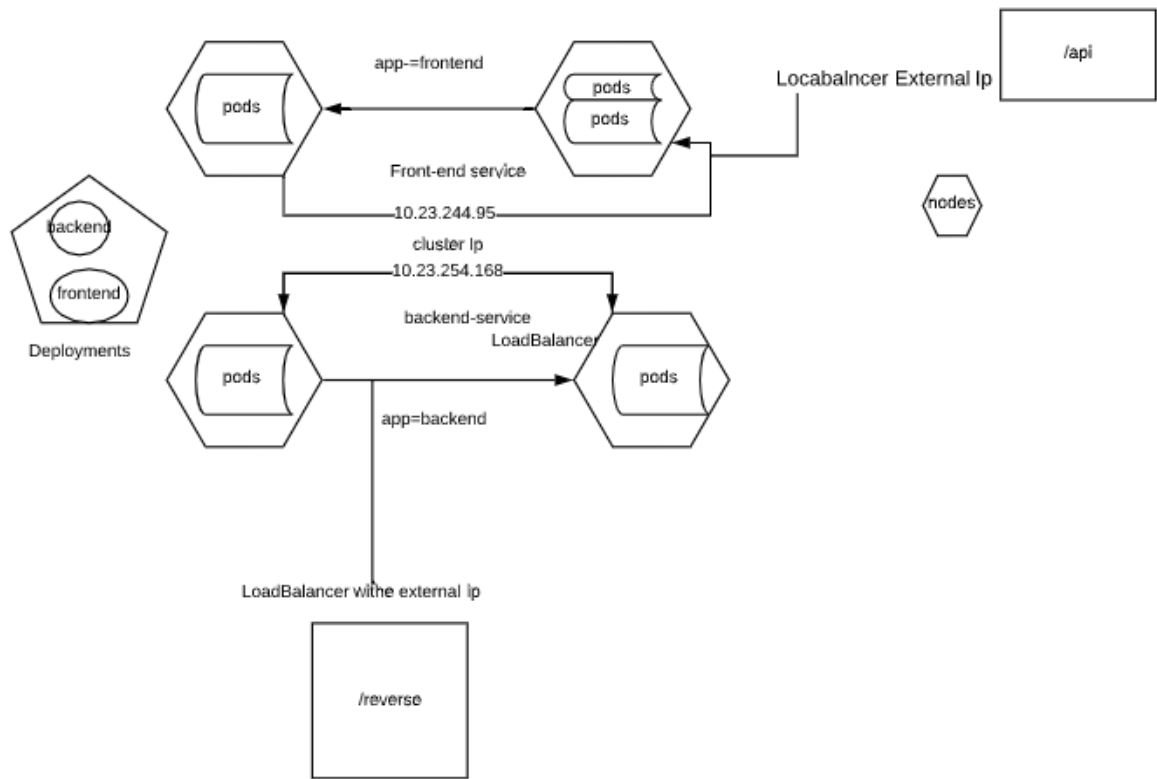 /api
app-=frontend
Locabalncer External Ip
pods
pods
pods
Front-end service
nodes
10.23.244.95
backend
cluster Ip
10.23.254.168
frontend
backend-service
LoadBalancer
Deployments
pods
pods
app=backend
LoadBalancer withe external Ip
/reverse